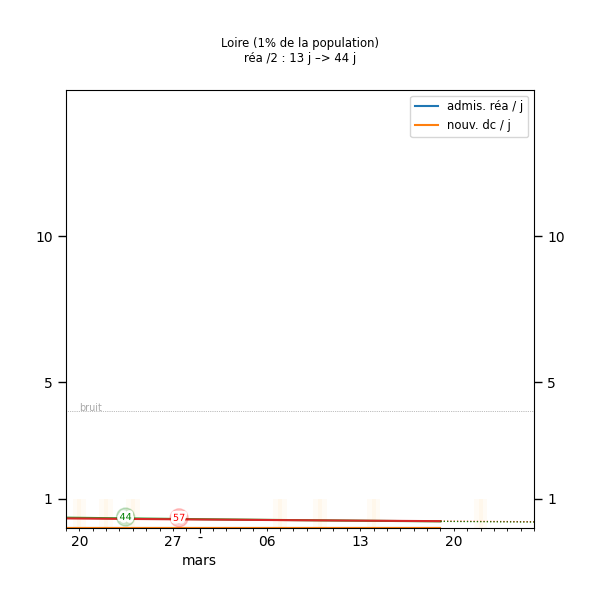 Loire (1% de la population)
réa /2 : 13 j –> 44 j
admis. réa / j
nouv. dc / j
10 10
5 5
bruit
1 1
44 57
20 27 - 06 13 20
mars